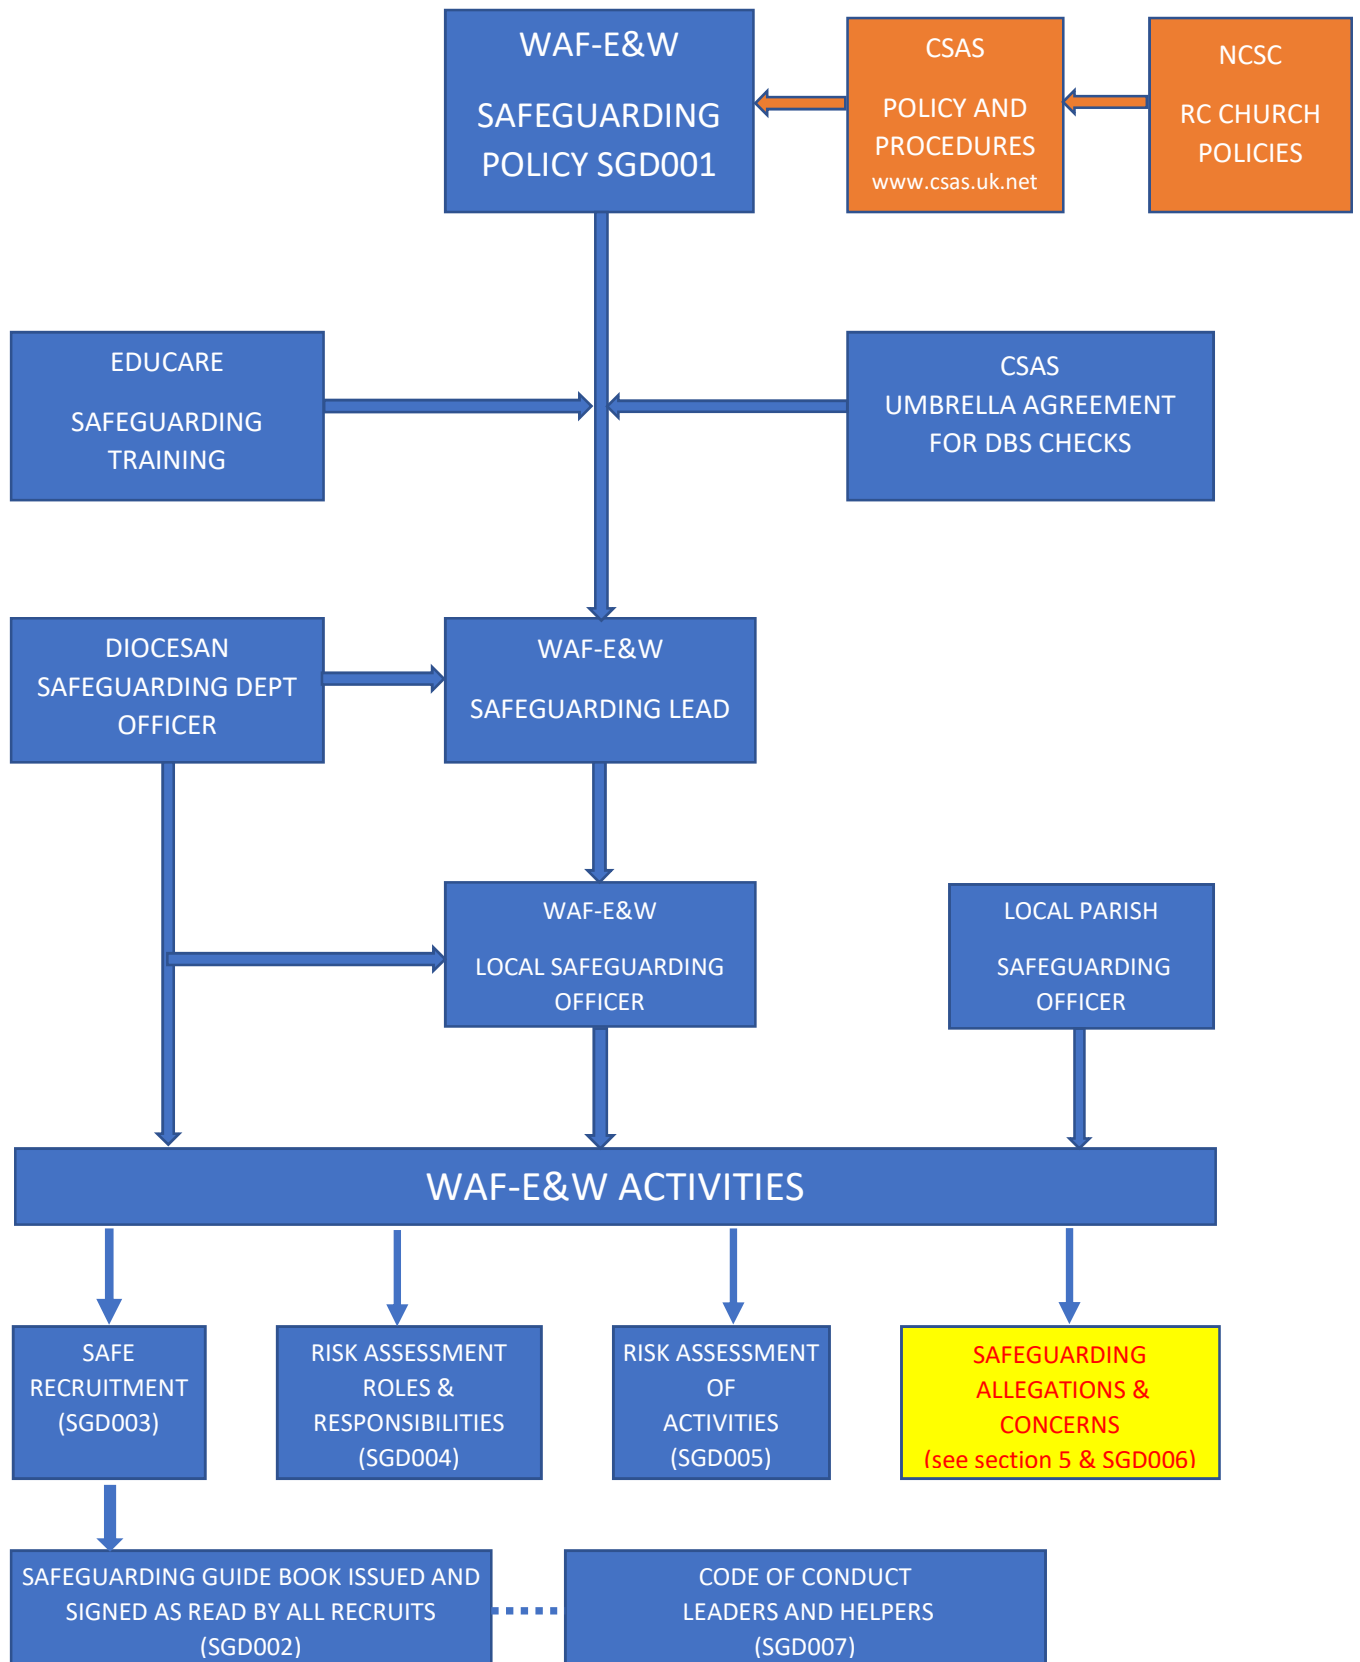 WAF-E&W
SAFEGUARDING
POLICY SGD001
CSAS
POLICY AND
PROCEDURES
www.csas.uk.net
NCSC
RC CHURCH
POLICIES
EDUCARE
SAFEGUARDING
TRAINING
CSAS
UMBRELLA AGREEMENT
FOR DBS CHECKS
DIOCESAN
SAFEGUARDING DEPT
OFFICER
WAF-E&W
SAFEGUARDING LEAD
WAF-E&W
LOCAL SAFEGUARDING
OFFICER
LOCAL PARISH
SAFEGUARDING
OFFICER
WAF-E&W ACTIVITIES
SAFE
RECRUITMENT
(SGD003)
RISK ASSESSMENT
ROLES &
RESPONSIBILITIES
(SGD004)
RISK ASSESSMENT
OF
ACTIVITIES
(SGD005)
SAFEGUARDING
ALLEGATIONS &
CONCERNS
(see section 5 & SGD006)
SAFEGUARDING GUIDE BOOK ISSUED AND
SIGNED AS READ BY ALL RECRUITS
(SGD002)
CODE OF CONDUCT
LEADERS AND HELPERS
(SGD007)